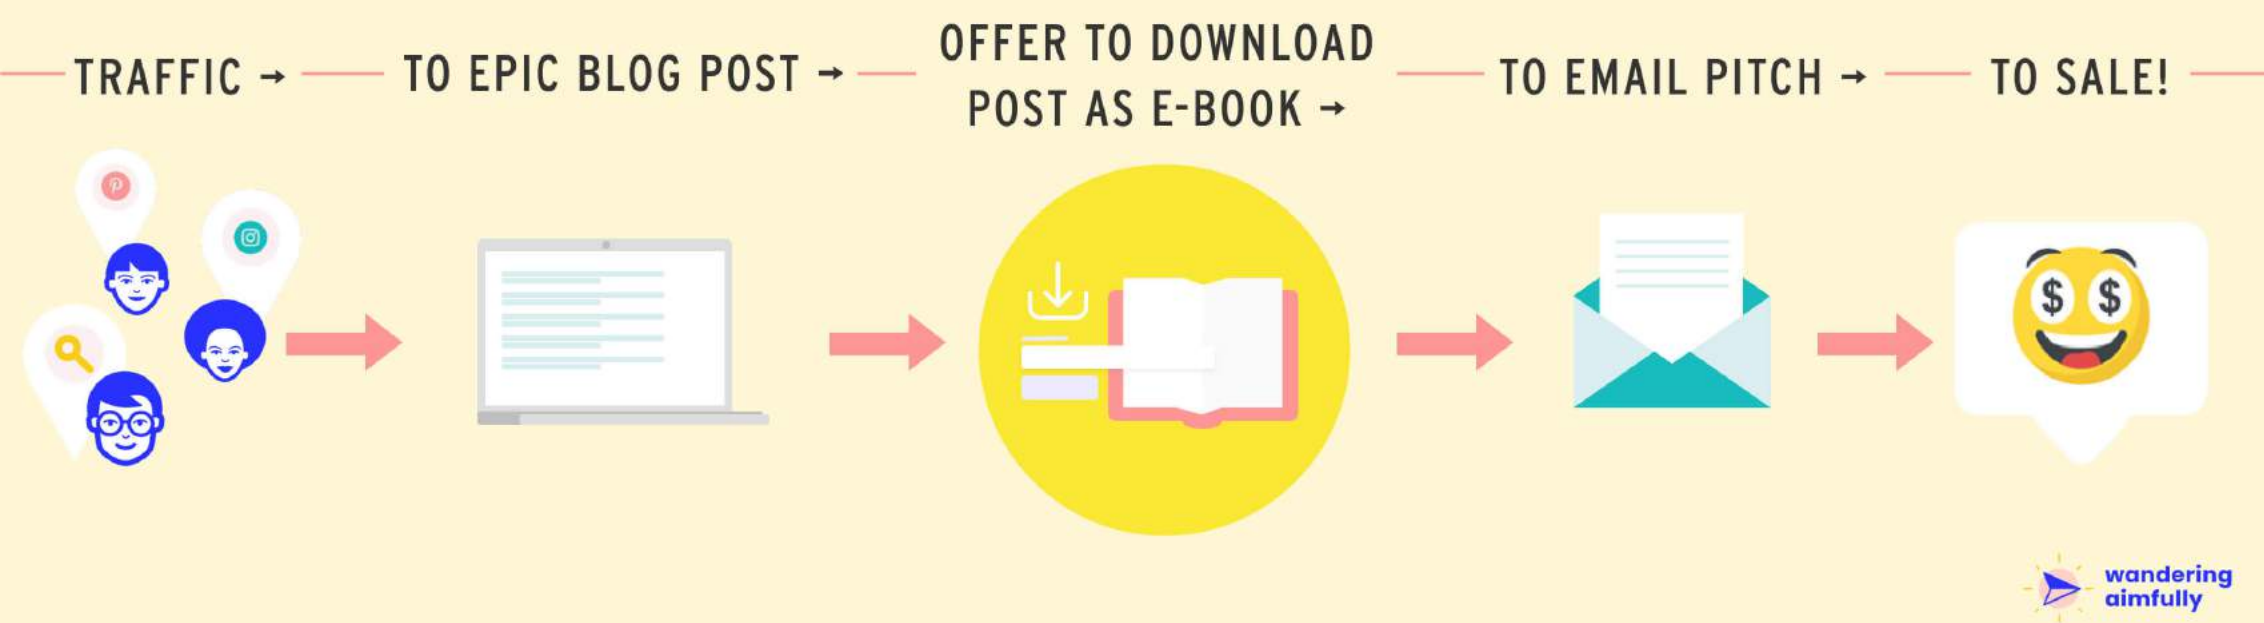 TRAFFIC →
TO EPIC BLOG POST →
OFFER TO DOWNLOAD
POST AS E-BOOK →
TO EMAIL PITCH →
TO SALE!
$ $
wandering
aimfully